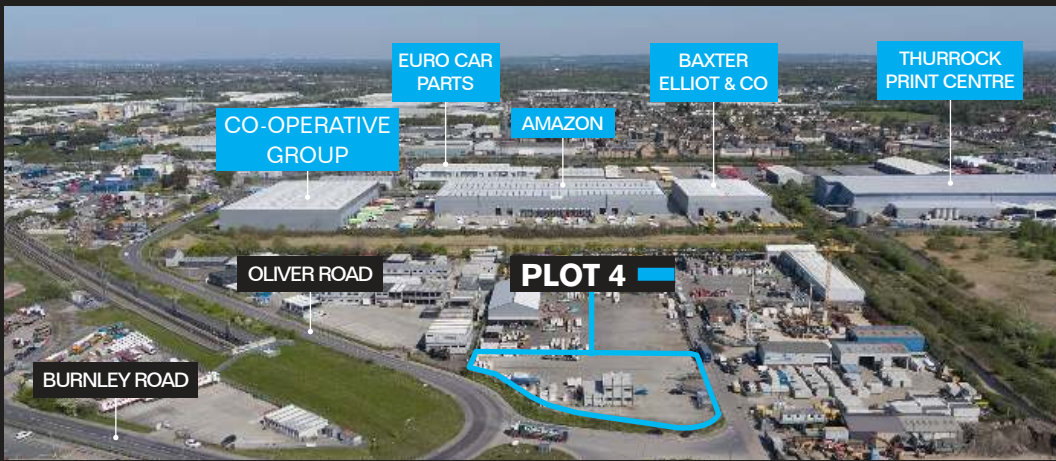 EURO CAR
PARTS
BAXTER
ELLIOT & CO
THURROCK
PRINT CENTRE
CO-OPERATIVE
GROUP
AMAZON
OLIVER ROAD
PLOT 4
BURNLEY ROAD